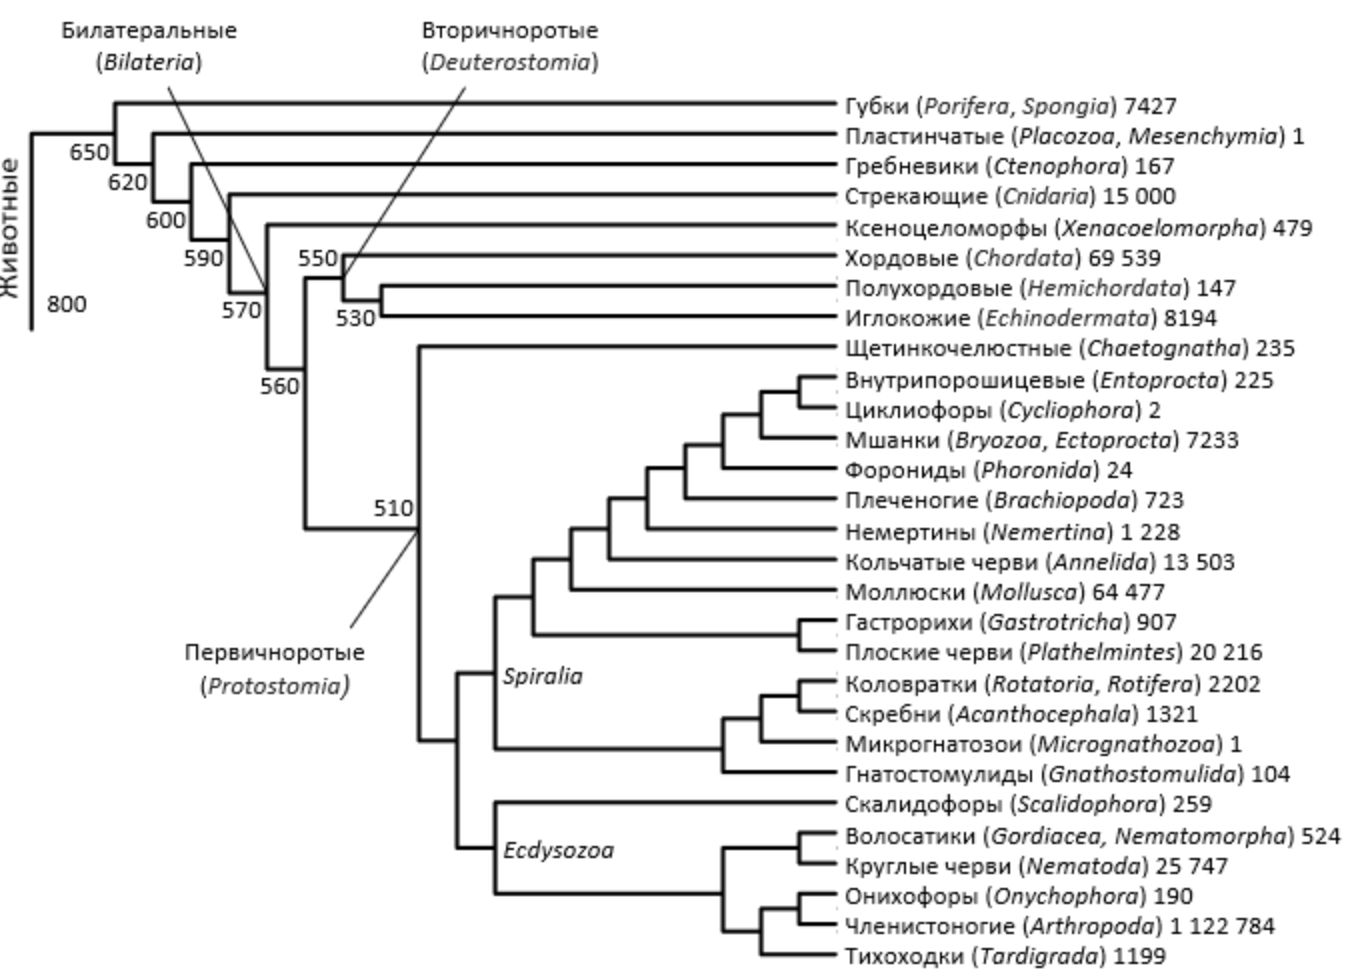 Билатеральные
(Bilateria)
Вторичноротые
(Deuterostomia)
Животные
800
650
620
600
590
570
560
550
530
510
Первичноротые
(Protostomia)
Spiralia
Ecdysozoa
Губки (Porifera, Spongia) 7427
Пластинчатые (Placozoa, Mesenchymia) 1
Гребневики (Ctenophora) 167
Стрекающие (Cnidaria) 15 000
Ксеноцеломорфы (Xenacoelomorpha) 479
Хордовые (Chordata) 69 539
Полухордовые (Hemichordata) 147
Иглокожие (Echinodermata) 8194
Щетинкочелюстные (Chaetognatha) 235
Внутрипорошицевые (Entoprocta) 225
Циклиофоры (Cycliophora) 2
Мшанки (Bryozoa, Ectoprocta) 7233
Форониды (Phoronida) 24
Плеченогие (Brachiopoda) 723
Немертины (Nemertina) 1 228
Кольчатые черви (Annelida) 13 503
Моллюски (Mollusca) 64 477
Гастрорихи (Gastrotricha) 907
Плоские черви (Plathelmintes) 20 216
Коловратки (Rotatoria, Rotifera) 2202
Скребни (Acanthocephala) 1321
Микрогнатозои (Micrognathozoa) 1
Гнатостомулиды (Gnathostomulida) 104
Скалидофоры (Scalidophora) 259
Волосатики (Gordiacea, Nematomorpha) 524
Круглые черви (Nematoda) 25 747
Онихофоры (Onychophora) 190
Членистоногие (Arthropoda) 1 122 784
Тихоходки (Tardigrada) 1199